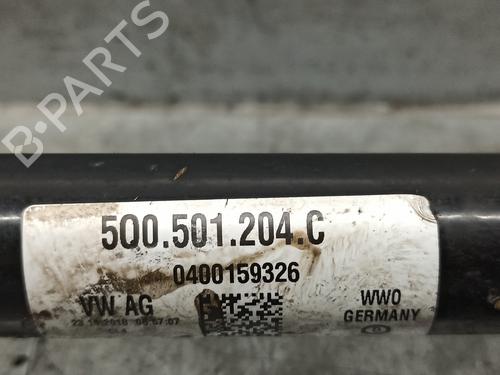 B-PARTS
5Q0.501.204.C
0400159326
VW AG
WWO
GERMANY